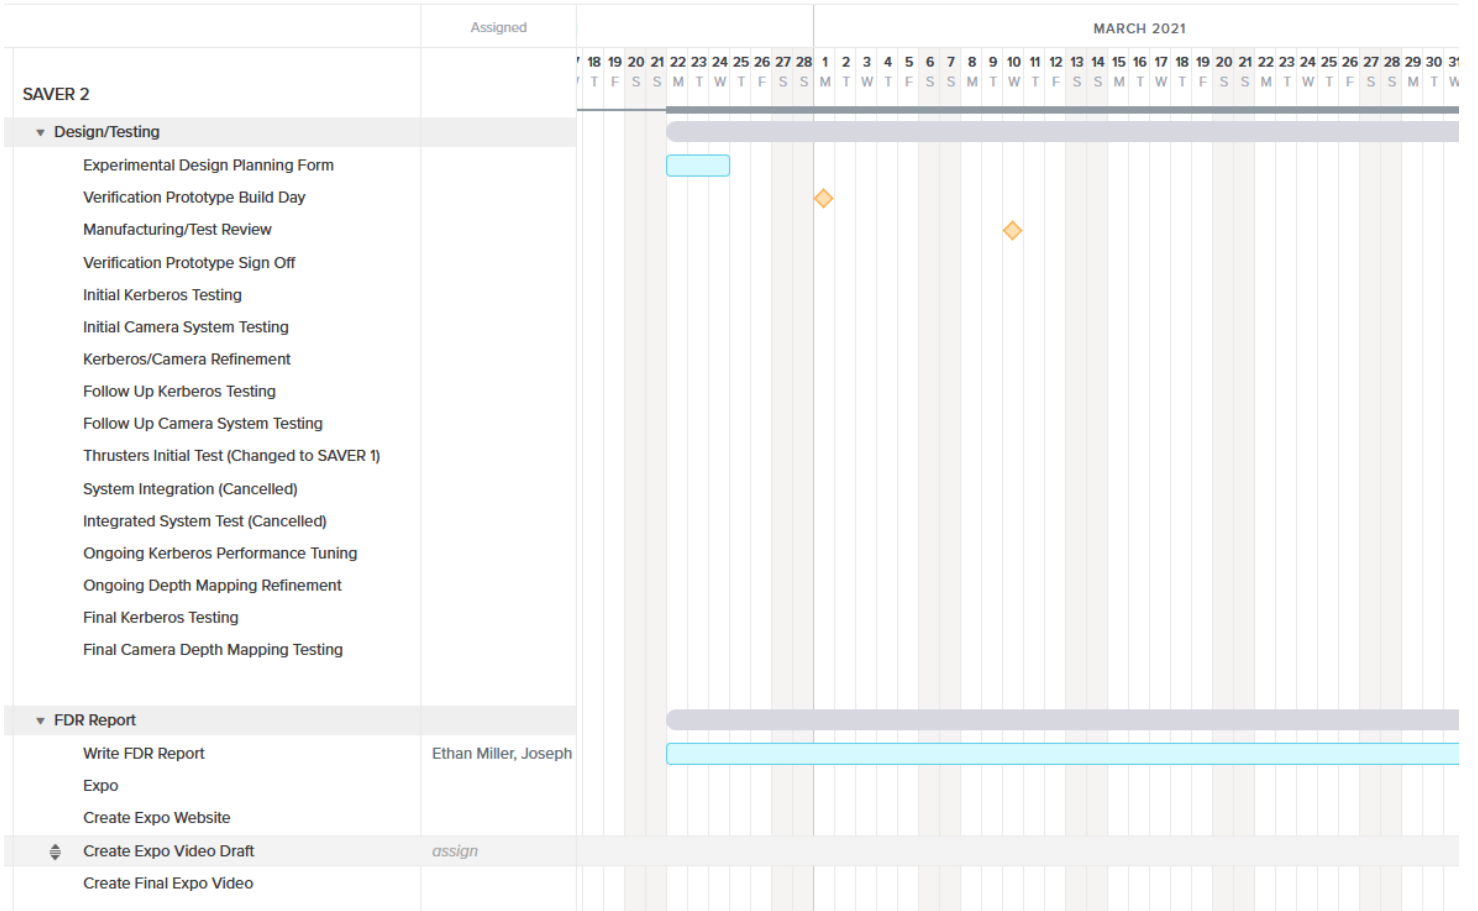 Assigned
MARCH 2021
18 19 20 21 22 23 24 25 26 27 28 1 2 3 4 5 6 7 8 9 10 11 12 13 14 15 16 17 18 19 20 21 22 23 24 25 26 27 28 29 30 31
T F S S M T W T F S S M T W T F S S M T W T F S S M T W T F S S M T W T F S S M T W
SAVER 2
Design/Testing
Experimental Design Planning Form
Verification Prototype Build Day
Manufacturing/Test Review
Verification Prototype Sign Off
Initial Kerberos Testing
Initial Camera System Testing
Kerberos/Camera Refinement
Follow Up Kerberos Testing
Follow Up Camera System Testing
Thrusters Initial Test (Changed to SAVER 1)
System Integration (Cancelled)
Integrated System Test (Cancelled)
Ongoing Kerberos Performance Tuning
Ongoing Depth Mapping Refinement
Final Kerberos Testing
Final Camera Depth Mapping Testing
FDR Report
Write FDR Report Ethan Miller, Joseph
Expo
Create Expo Website
Create Expo Video Draft assign
Create Final Expo Video